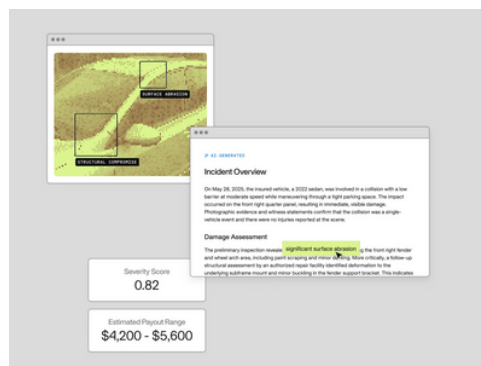 SURFACE ABRASION
STRUCTURAL COMPROMISE
AI-GENERATED
Incident Overview
On May 28, 2025, the insured vehicle, a 2022 sedan, was involved in a collision with a low
barrier at moderate speed while maneuvering through a tight parking space. The impact
occurred on the front right quarter panel, resulting in immediate, visible damage.
Photographic evidence and witness statements confirm that the collision was a single-
vehicle event and there were no injuries reported at the scene.
Damage Assessment
The preliminary inspection reveale significant surface abrasion ng the front right fender
and wheel arch area, including paint scraping and minor denting. More critically, a follow-up
structural assessment by an authorized repair facility identified deformation to the
underlying subframe mount and minor buckling in the fender support bracket. This indicates
Severity Score
0.82
Estimated Payout Range
$4,200 - $5,600